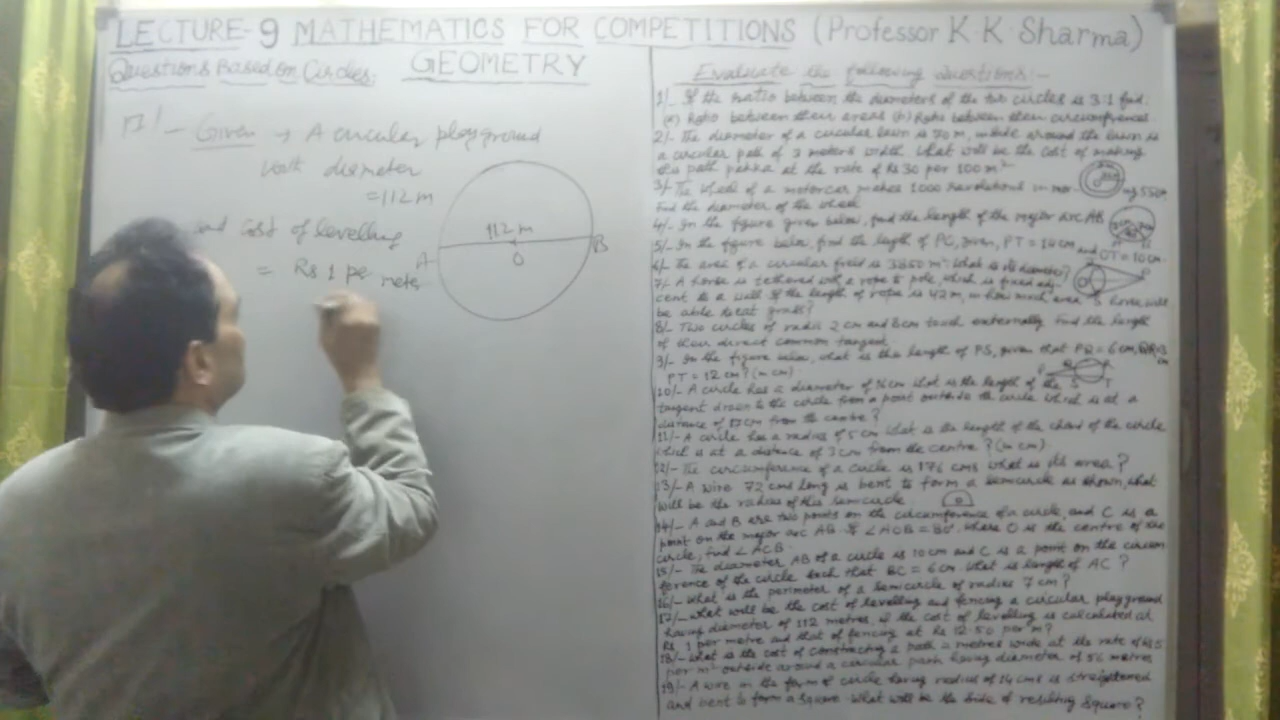 LECTURE-9 MATHEMATICS FOR COMPETITIONS (Professor K.K.Sharma)
Questions Based on Circles:
GEOMETRY
17/- Given → A circular playground
with diameter
=112 m
and cost of levelling
= Rs 1 per metre
112 m
A
O
B
Evaluate the following Questions:-
1/- If the ratio between the diameters of the two circles is 3:1 find.
(a) Ratio between their areas (b) Ratio between their circumferences
2/- The diameter of a circular lawn is 70 m, outside around the lawn is
a circular path of 3 meters width. What will be the cost of making
this path pakka at the rate of Rs 30 per 100 m²
3/- The wheel of a motorcar makes 1000 revolutions in
Find the diameter of the wheel
4/- In the figure given below, find the length of the major arc AB
5/- In the figure below, find the length of PC, given, PT = and OT = 10 cm
6/- The area of a circular field is 3850 m² what is its diameter?
7/- A horse is tethered with a rope to pole, which is fixed adj-
cent to a wall if the length of rope is 42 m, in how much area horse will
be able to eat grass?
8/- Two circles of radii 2 cm and 8 cm touch externally find the length
of their direct common tangent
9/- In the figure below, what is the length of PS, given that PQ = 6 cm,
PT = 12 cm? (in cm)
10/- A circle has a diameter of 16 cm what is the length of the
tangent drawn to the circle from a point outside the circle which is at a
distance of cm from the centre?
11/- A circle has a radius of 5 cm what is the length of the chord of the circle
which is at a distance of 3 cm from the centre? (in cm)
12/- The circumference of a circle is 176 cms what is its area?
13/- A wire 72 cms long is bent to form a semicircle as shown, what
will be the radius of this semicircle
14/- A and B are two points on the circumference of a circle and C is a
point on the major arc AB if ∠AOB = 80° where O is the centre of the
circle, find ∠ACB.
15/- The diameter AB of a circle is 10 cm and C is a point on the circum
ference of the circle such that BC = 6 cm what is length of AC?
16/- What is the perimeter of a semicircle of radius 7 cm?
17/- what will be the cost of levelling and fencing a circular playground
having diameter of 112 metres, if the cost of levelling is calculated at
Rs 1 per metre and that of fencing at Rs 12.50 per m?
18/- What is the cost of constructing a path metres wide at the rate of Rs 5
per m² outside around a circular park having diameter of 56 metres
19/- A wire in the form of circle having radius of 14 cms is straightened
and bent to form a square. What will be the side of resulting square?